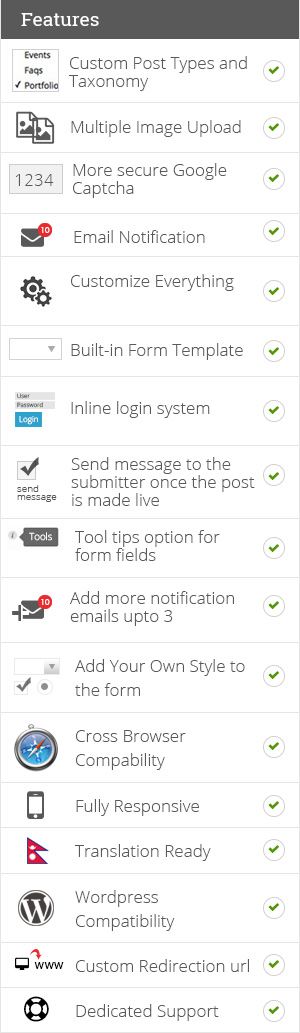 Features
Events
Faqs
Portfolio
Custom Post Types and
Taxonomy
Multiple Image Upload
1234
More secure Google
Captcha
10
Email Notification
Customize Everything
Built-in Form Template
User
Password
Login
Inline login system
send
message
Send message to the
submitter once the post
is made live
Tools
Tool tips option for
form fields
10
Add more notification
emails upto 3
Add Your Own Style to
the form
Cross Browser
Compability
Fully Responsive
Translation Ready
Wordpress
Compatibility
www
Custom Redirection url
Dedicated Support